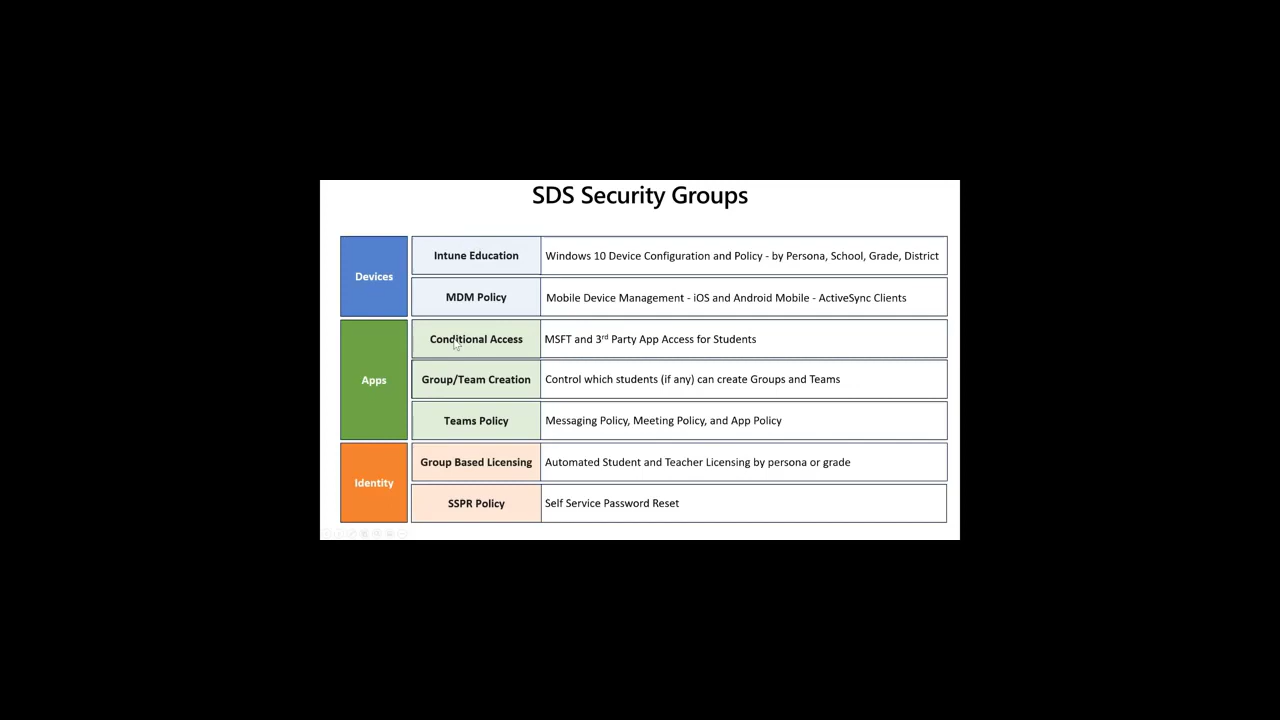 SDS Security Groups
Devices
Intune Education
Windows 10 Device Configuration and Policy - by Persona, School, Grade, District
MDM Policy
Mobile Device Management - iOS and Android Mobile - ActiveSync Clients
Apps
Conditional Access
MSFT and 3rd Party App Access for Students
Group/Team Creation
Control which students (if any) can create Groups and Teams
Teams Policy
Messaging Policy, Meeting Policy, and App Policy
Identity
Group Based Licensing
Automated Student and Teacher Licensing by persona or grade
SSPR Policy
Self Service Password Reset